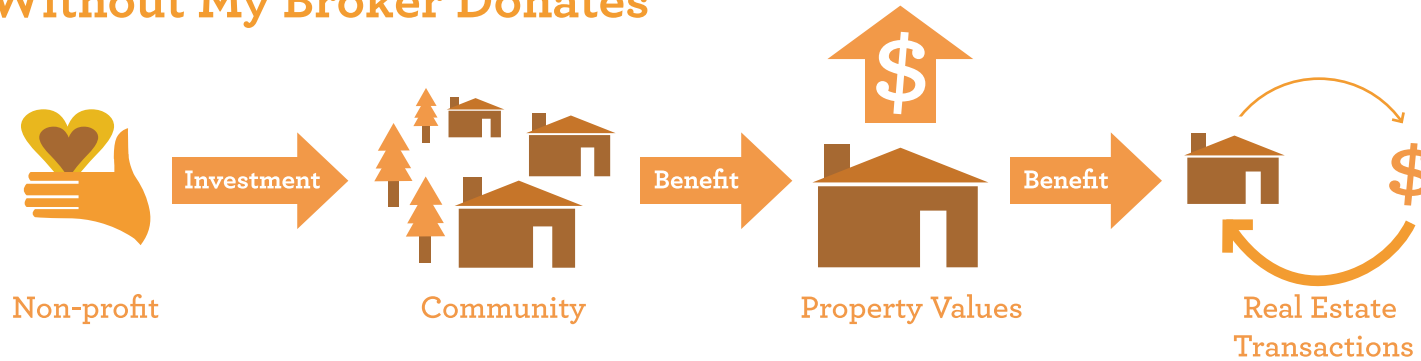 Without My Broker Donates
$
Investment
Benefit
Benefit
$
Non-profit
Community
Property Values
Real Estate
Transactions